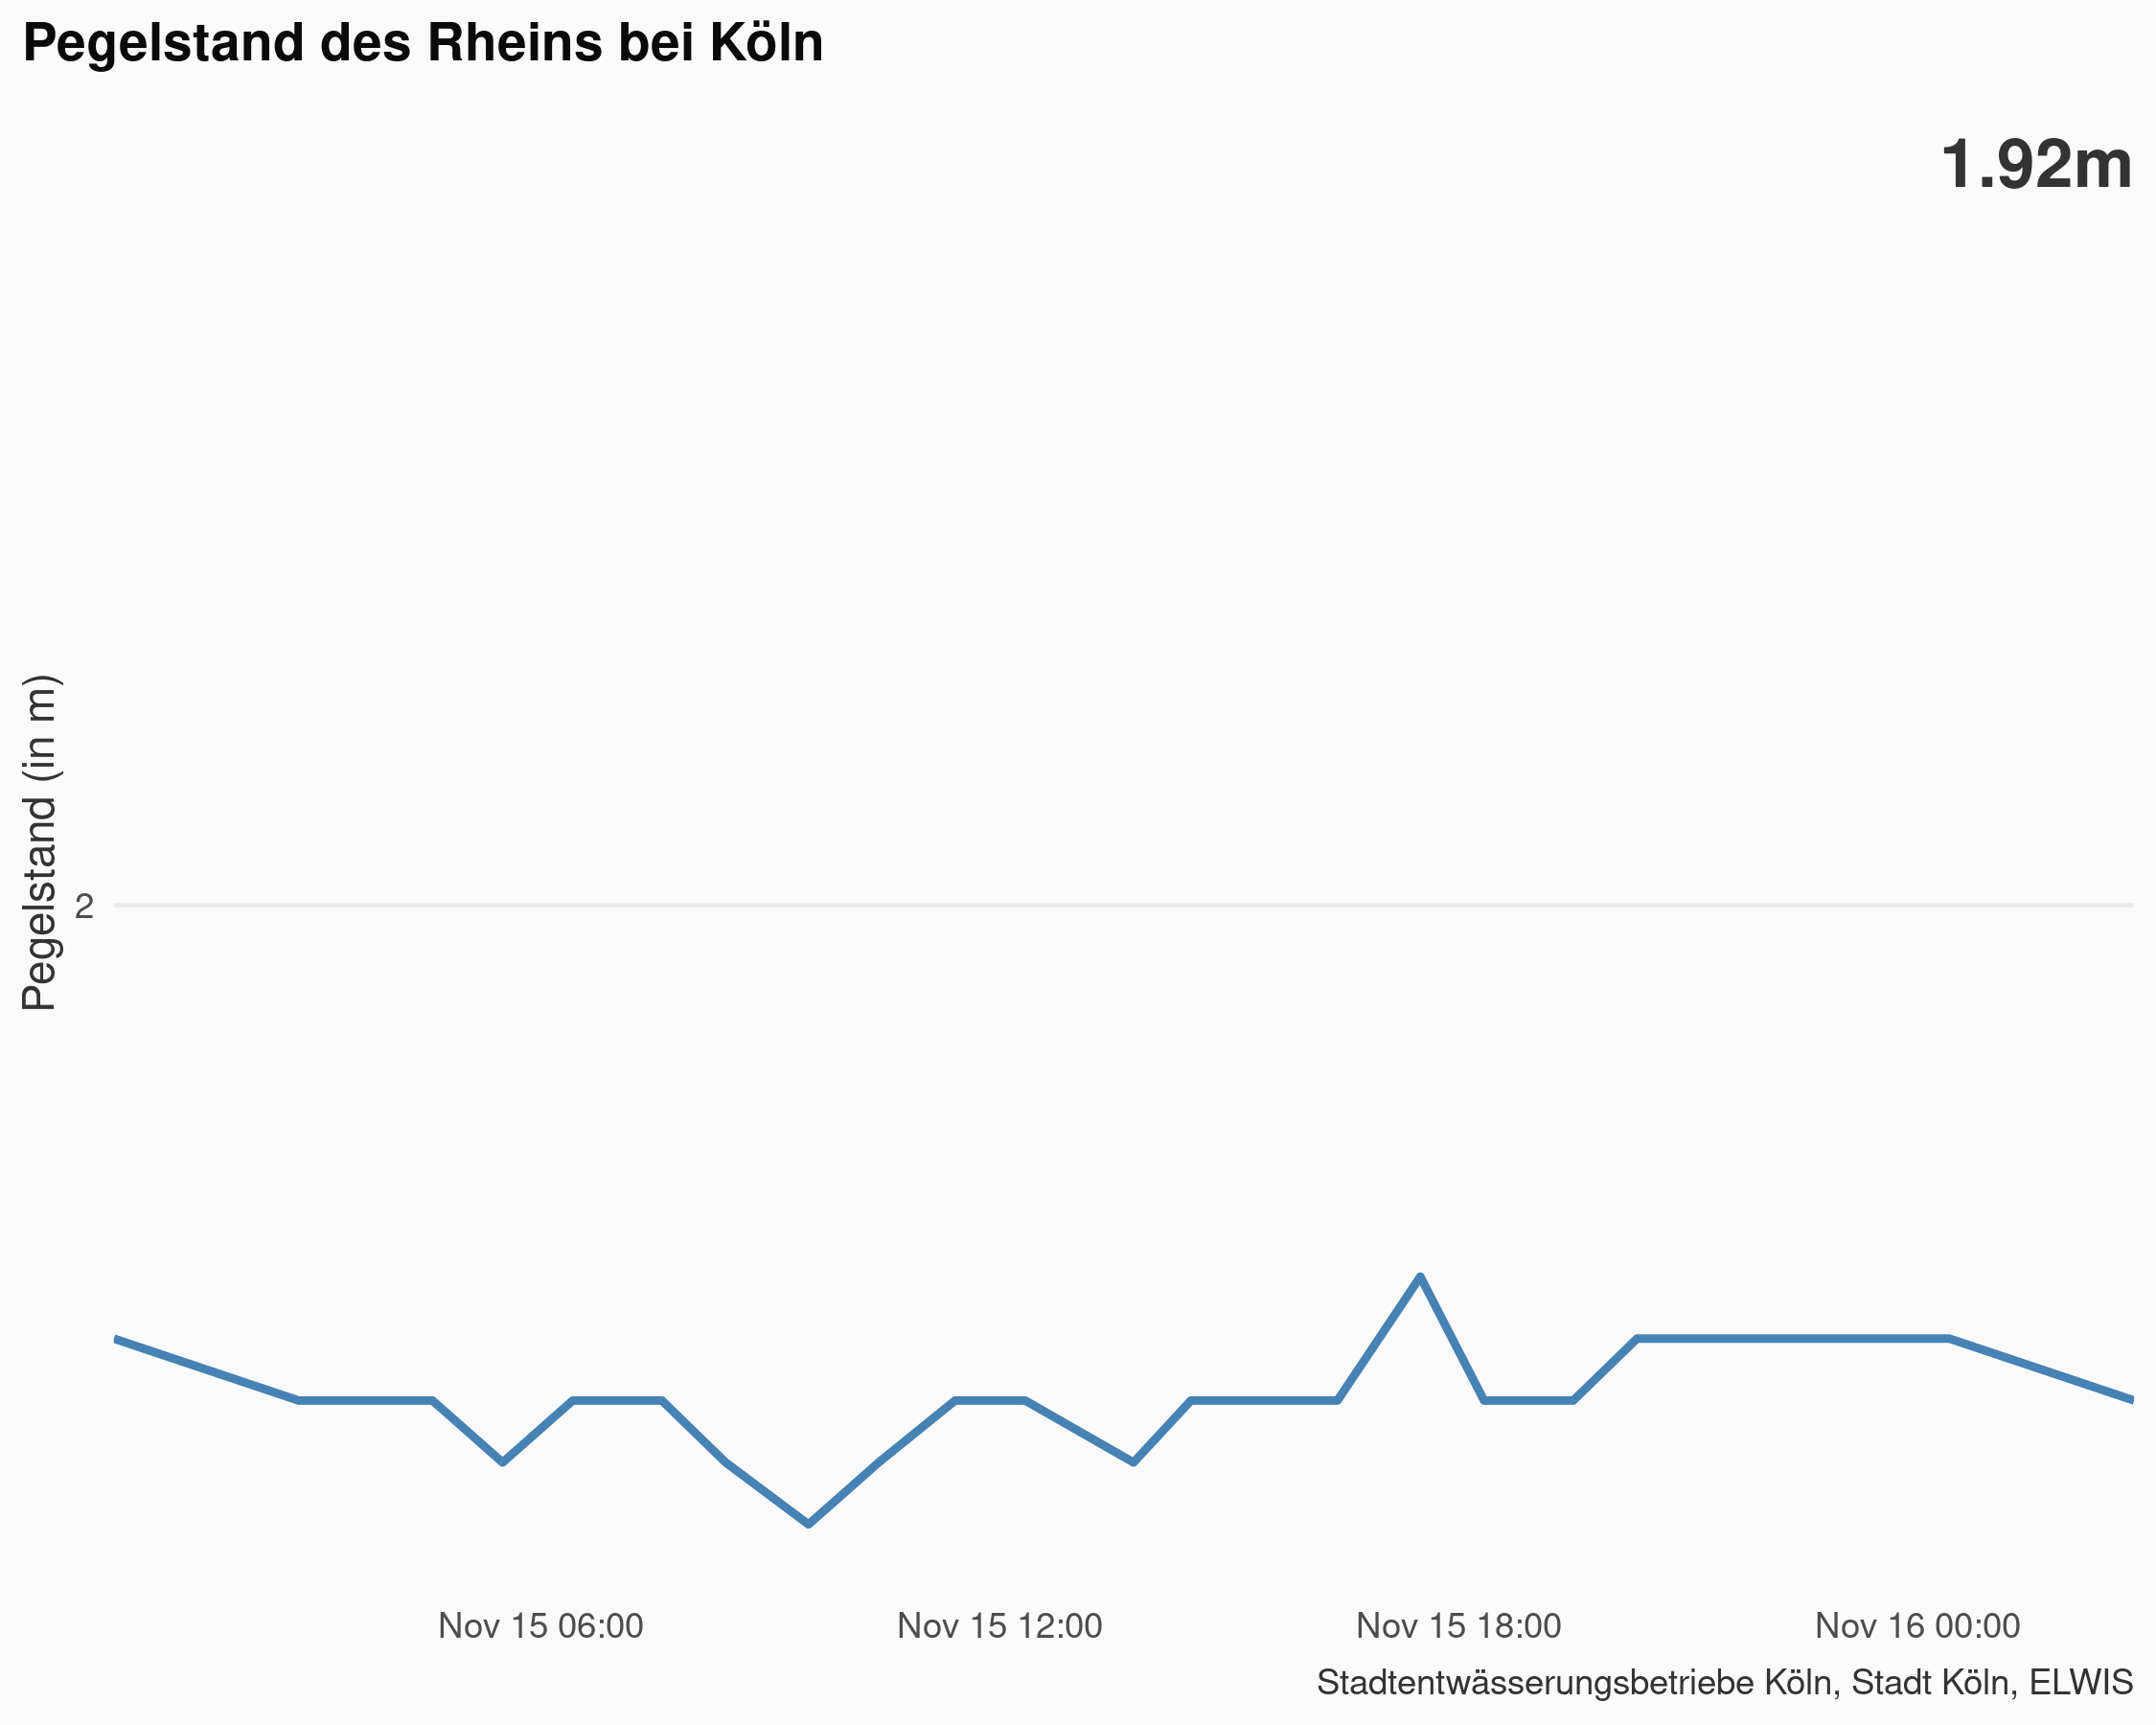 Pegelstand des Rheins bei Köln
1.92m
Pegelstand (in m)
2
Nov 15 06:00
Nov 15 12:00
Nov 15 18:00
Nov 16 00:00
Stadtentwässerungsbetriebe Köln, Stadt Köln, ELWIS